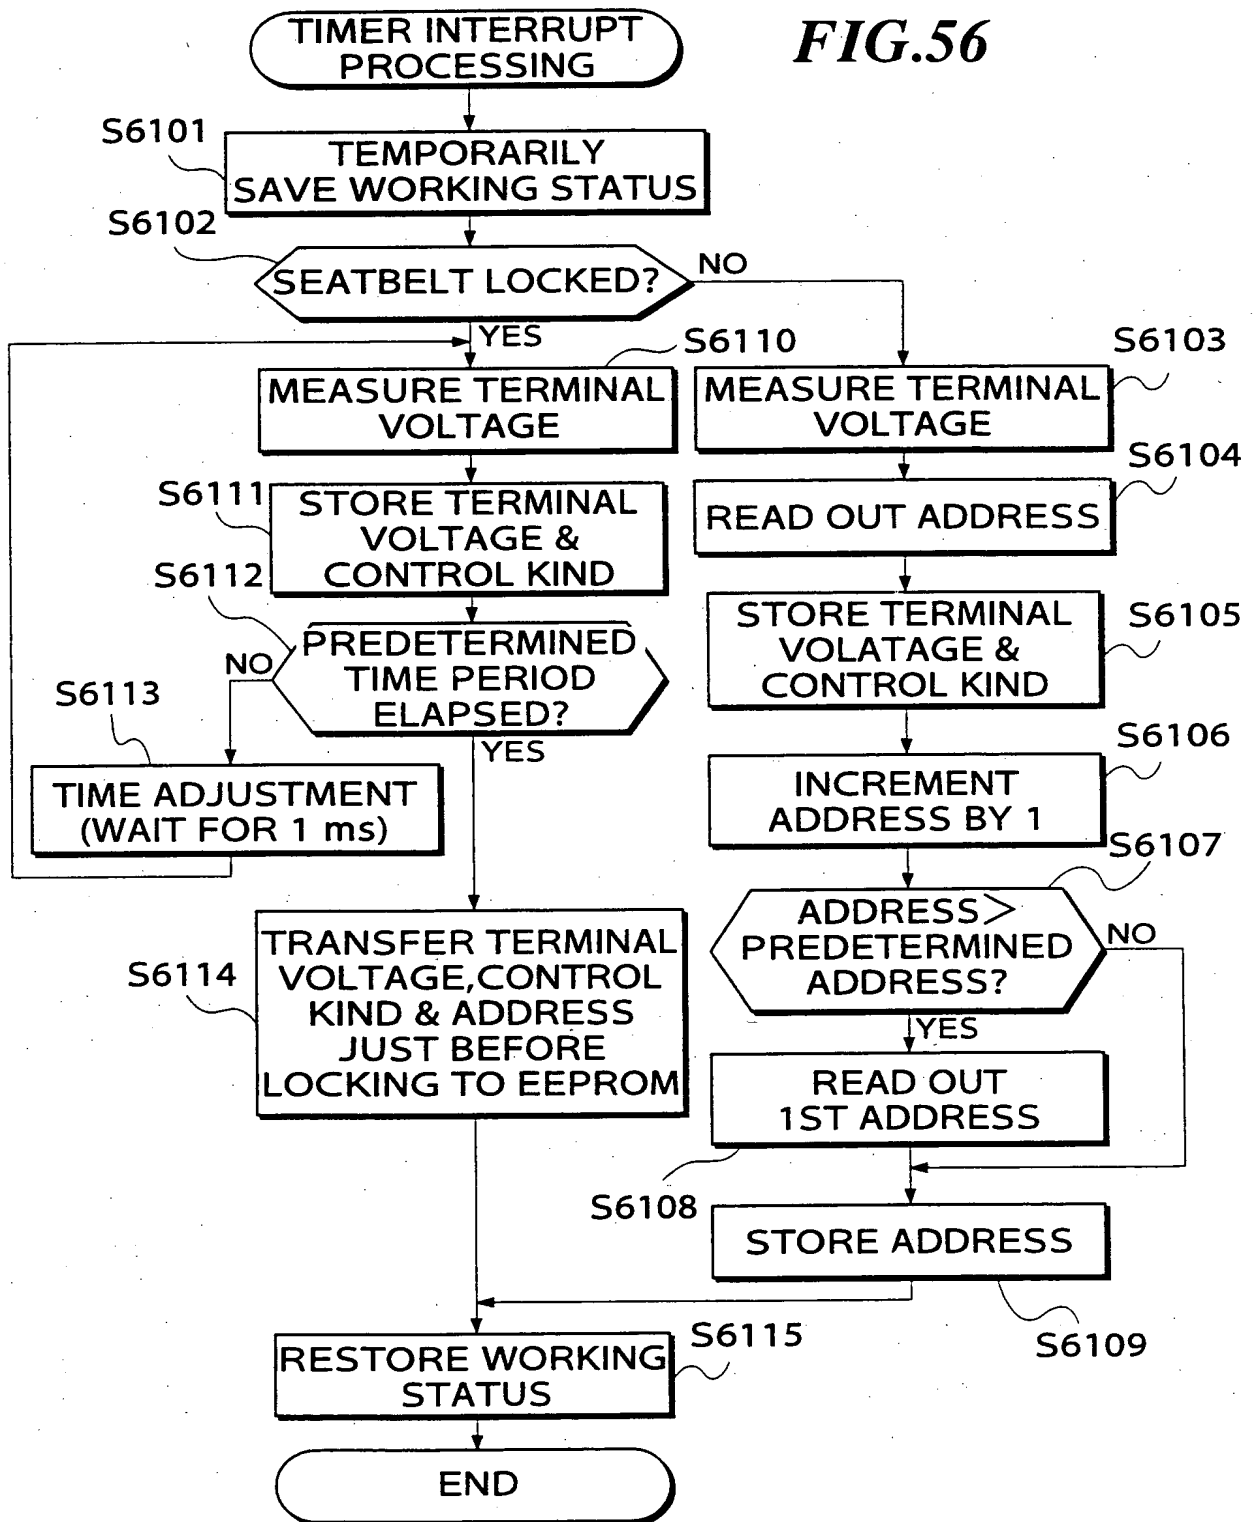 FIG.56
TIMER INTERRUPT
PROCESSING
S6101
TEMPORARILY
SAVE WORKING STATUS
S6102
SEATBELT LOCKED?
NO
YES
S6110
MEASURE TERMINAL
VOLTAGE
S6103
MEASURE TERMINAL
VOLTAGE
S6104
READ OUT ADDRESS
S6111
STORE TERMINAL
VOLTAGE &
CONTROL KIND
S6105
STORE TERMINAL
VOLATAGE &
CONTROL KIND
S6112
PREDETERMINED
TIME PERIOD
ELAPSED?
NO
YES
S6113
TIME ADJUSTMENT
(WAIT FOR 1 ms)
S6106
INCREMENT
ADDRESS BY 1
S6107
ADDRESS>
PREDETERMINED
ADDRESS?
NO
YES
S6114
TRANSFER TERMINAL
VOLTAGE,CONTROL
KIND & ADDRESS
JUST BEFORE
LOCKING TO EEPROM
READ OUT
1ST ADDRESS
S6108
STORE ADDRESS
S6109
S6115
RESTORE WORKING
STATUS
END